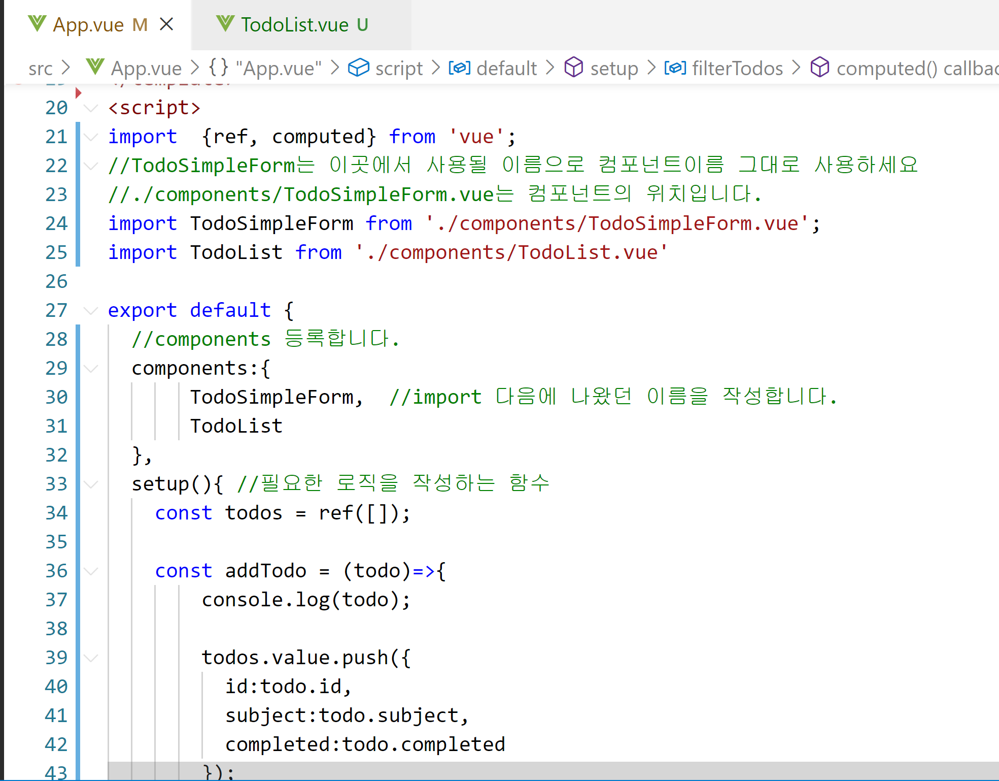 App.vue M
TodoList.vue U
src > App.vue > {} "App.vue" > script > default > setup > filterTodos > computed() callbac
20 <script>
21 import  {ref, computed} from 'vue';
22 //TodoSimpleForm는 이곳에서 사용될 이름으로 컴포넌트이름 그대로 사용하세요
23 //./components/TodoSimpleForm.vue는 컴포넌트의 위치입니다.
24 import TodoSimpleForm from './components/TodoSimpleForm.vue';
25 import TodoList from './components/TodoList.vue'
26
27 export default {
28   //components 등록합니다.
29   components:{
30        TodoSimpleForm,  //import 다음에 나왔던 이름을 작성합니다.
31        TodoList
32   },
33   setup(){ //필요한 로직을 작성하는 함수
34     const todos = ref([]);
35
36     const addTodo = (todo)=>{
37         console.log(todo);
38
39         todos.value.push({
40           id:todo.id,
41           subject:todo.subject,
42           completed:todo.completed
43         });